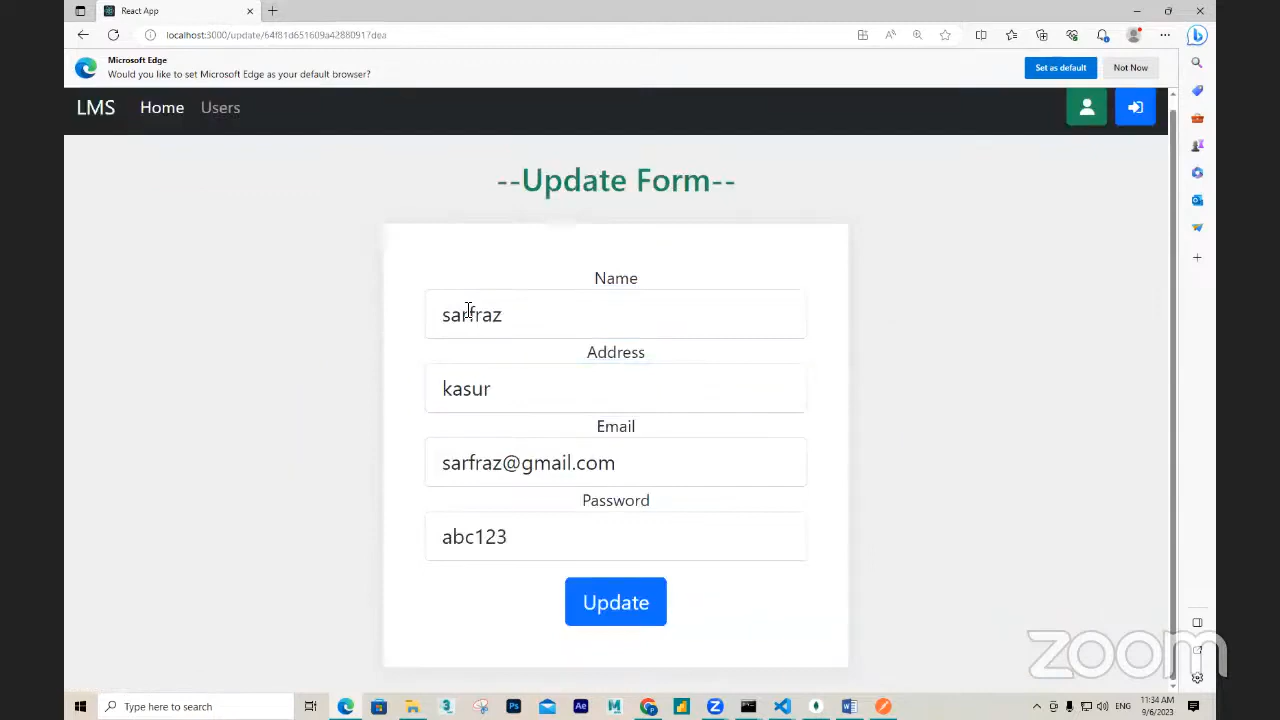 React App
localhost:3000/update/64f81d651609a42880917dea
Microsoft Edge
Would you like to set Microsoft Edge as your default browser?
Set as default
Not Now
LMS
Home
Users
--Update Form--
Name
sarfraz
Address
kasur
Email
sarfraz@gmail.com
Password
abc123
Update
zoom
Type here to search
ENG
11:34 AM
9/6/2023